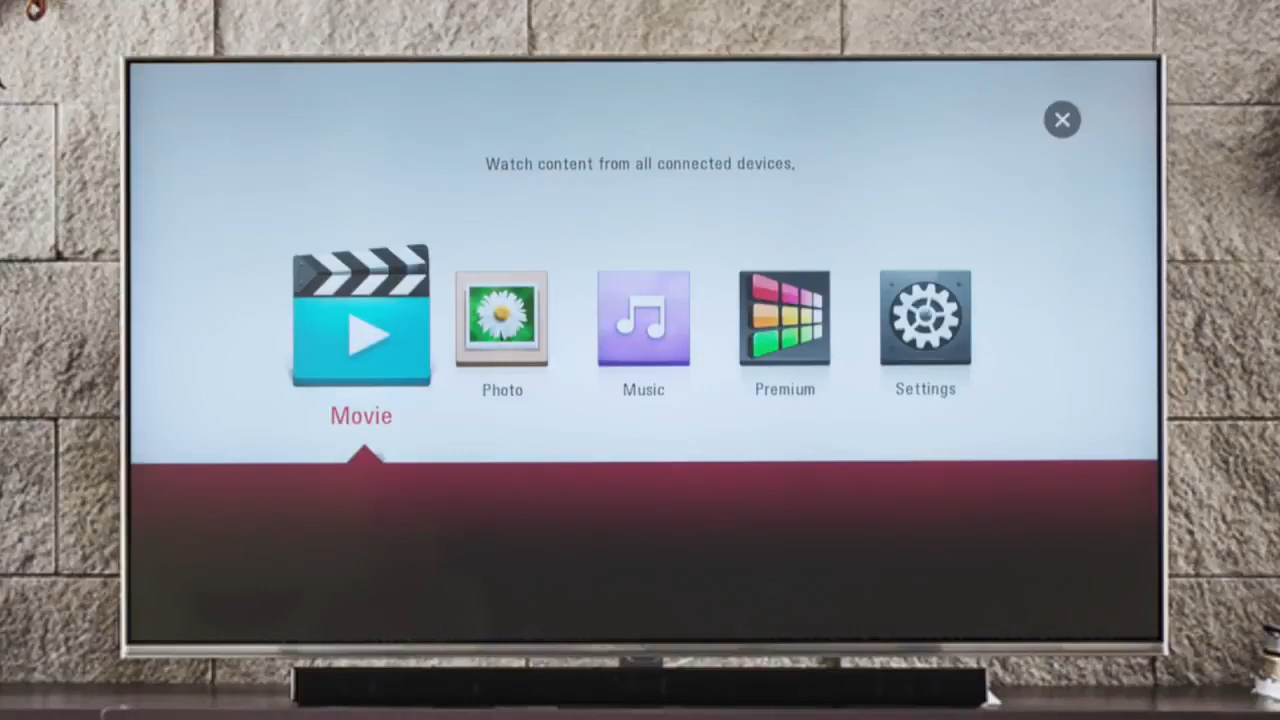 Watch content from all connected devices.
Movie
Photo
Music
Premium
Settings